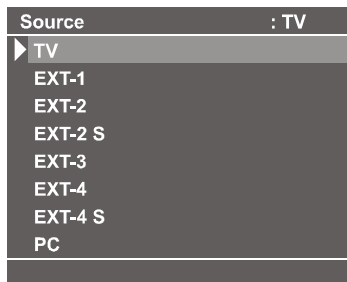 Source : TV
TV
EXT-1
EXT-2
EXT-2 S
EXT-3
EXT-4
EXT-4 S
PC